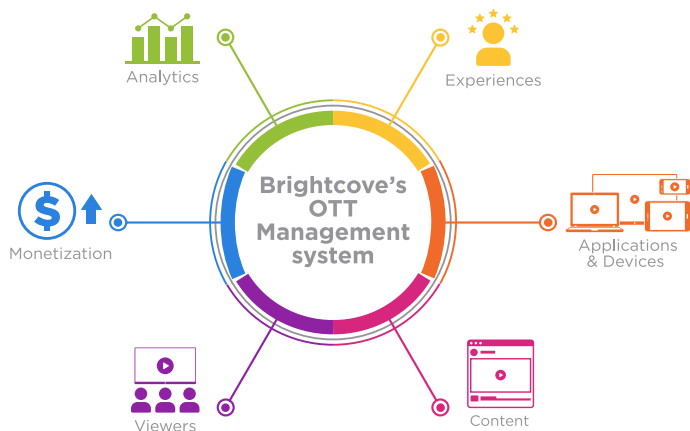 Analytics
Experiences
Brightcove's
OTT
Management
system
$
Monetization
Applications
& Devices
Viewers
Content